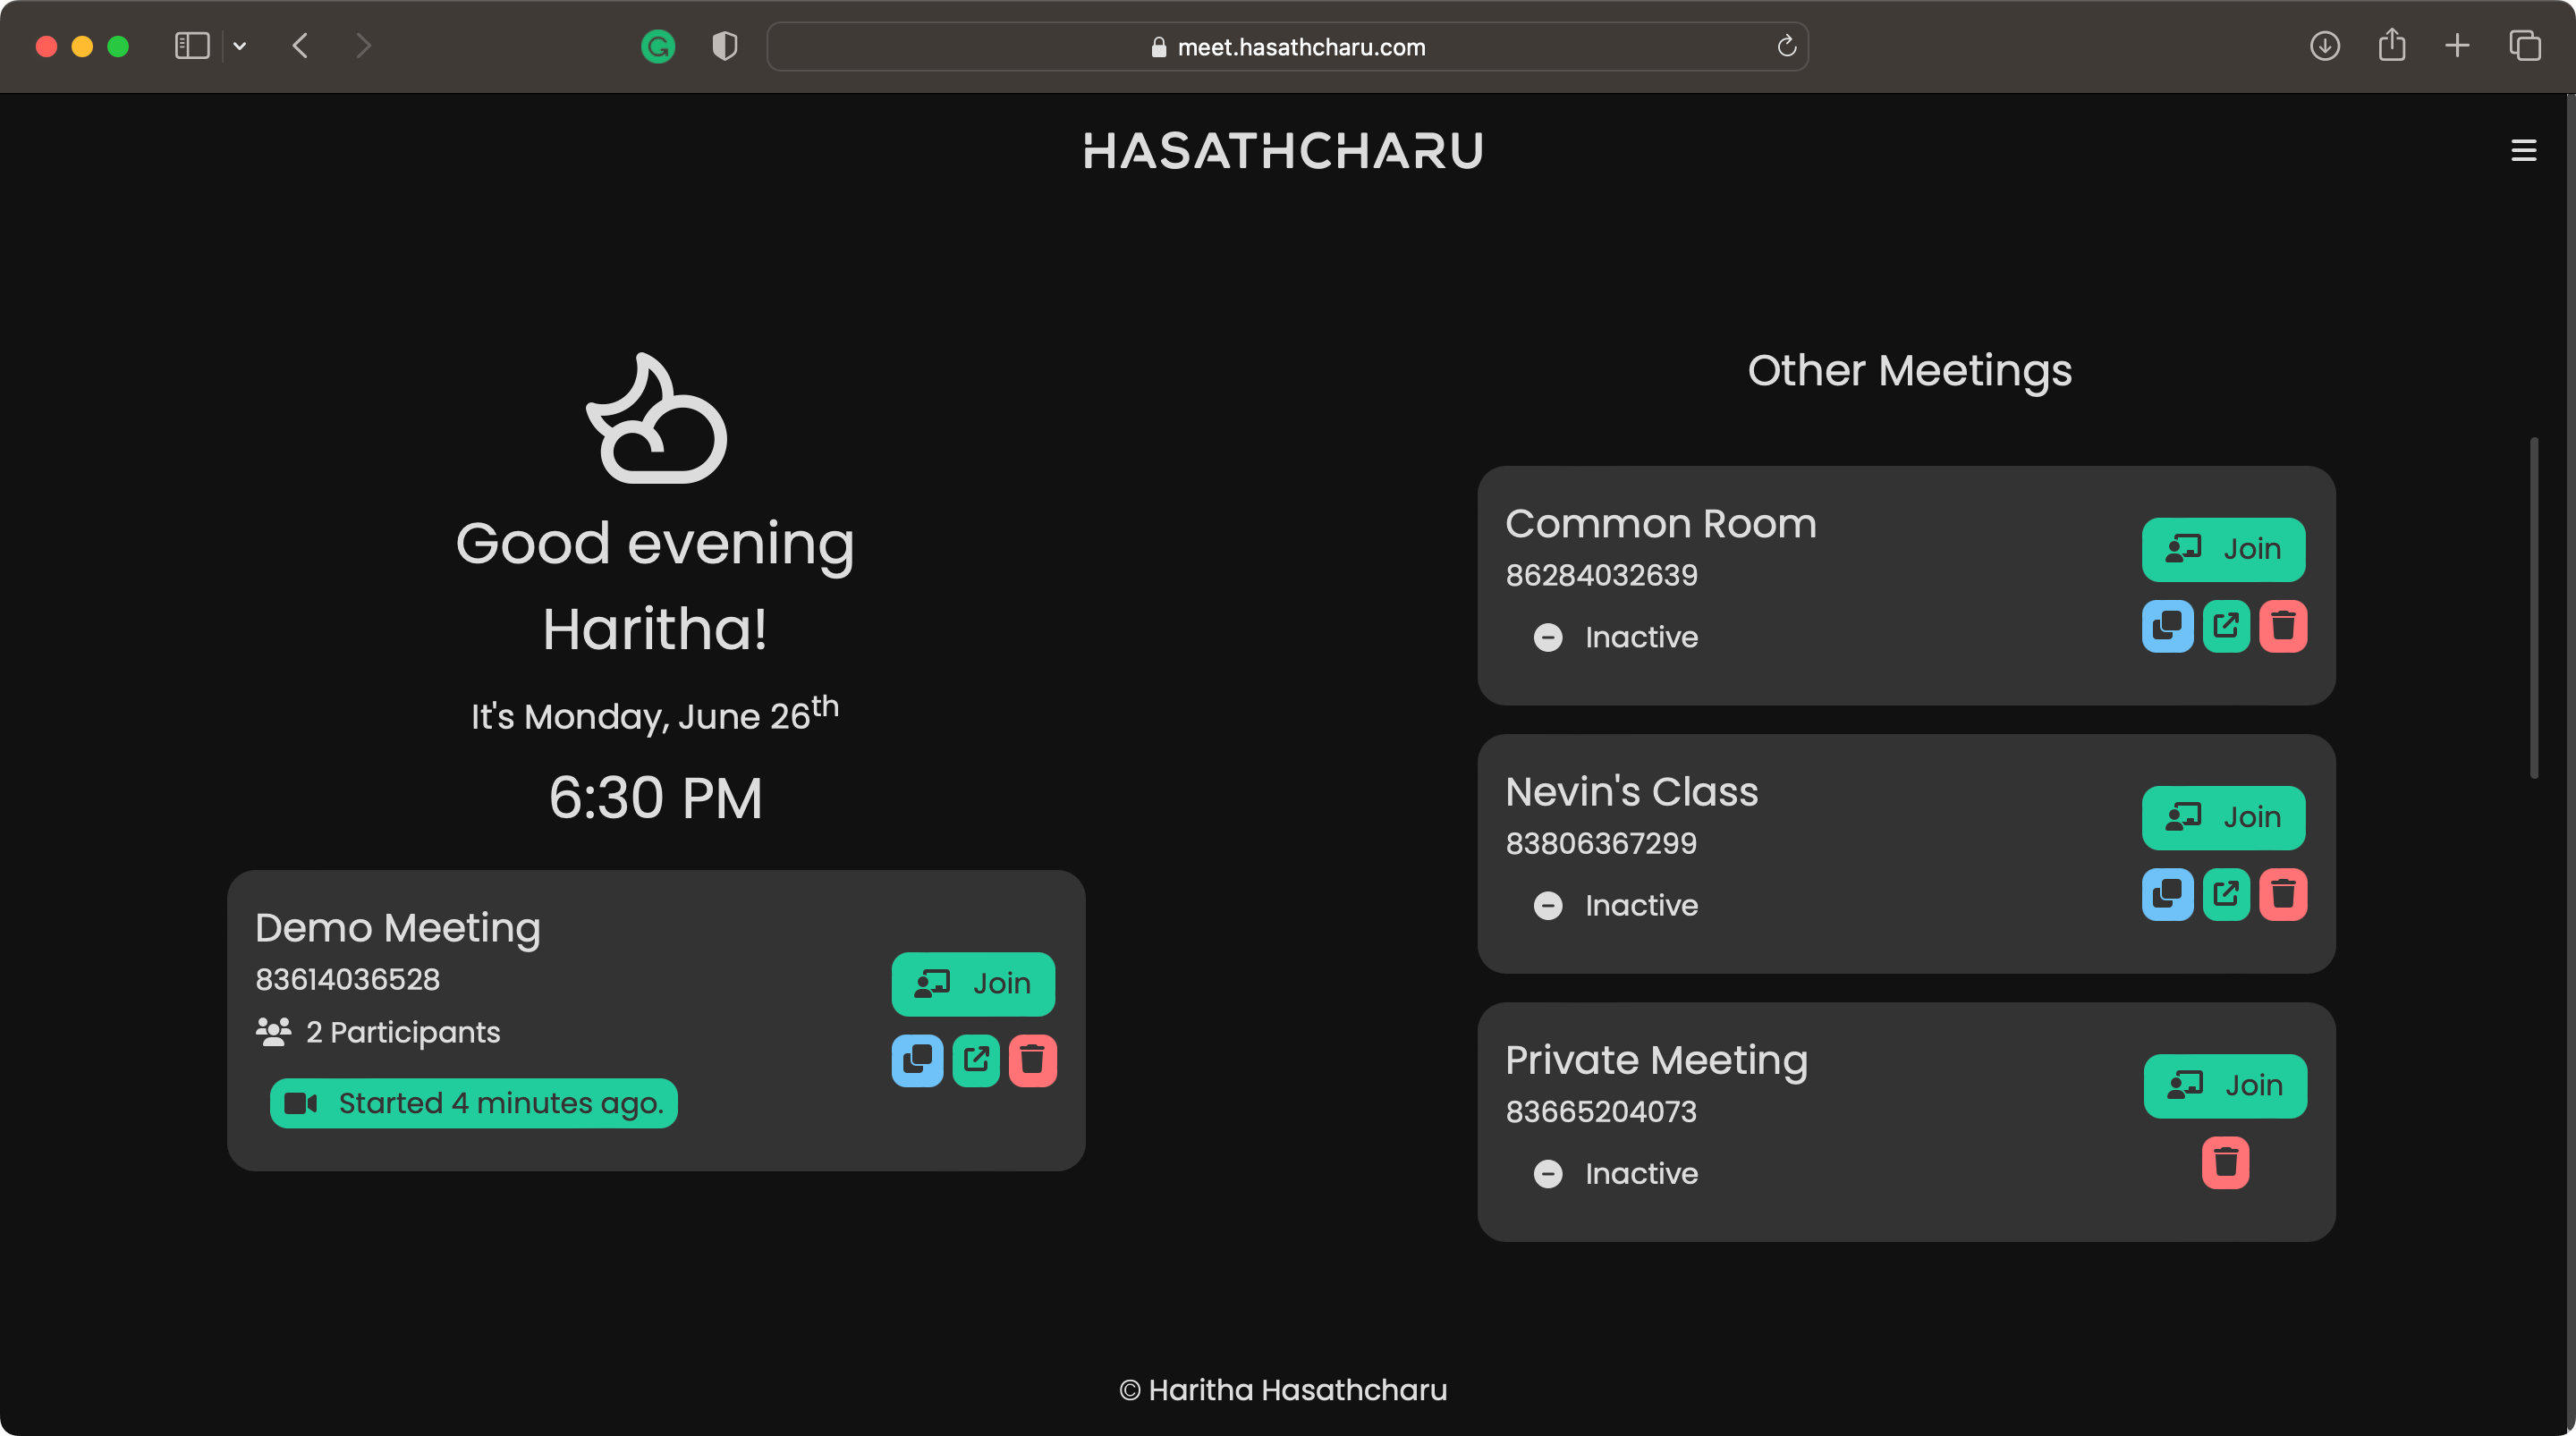 meet.hasathcharu.com
HASATHCHARU
Good evening
Haritha!
It's Monday, June 26th
6:30 PM
Demo Meeting
83614036528
2 Participants
Started 4 minutes ago.
Join
Other Meetings
Common Room
86284032639
Inactive
Join
Nevin's Class
83806367299
Inactive
Join
Private Meeting
83665204073
Inactive
Join
© Haritha Hasathcharu